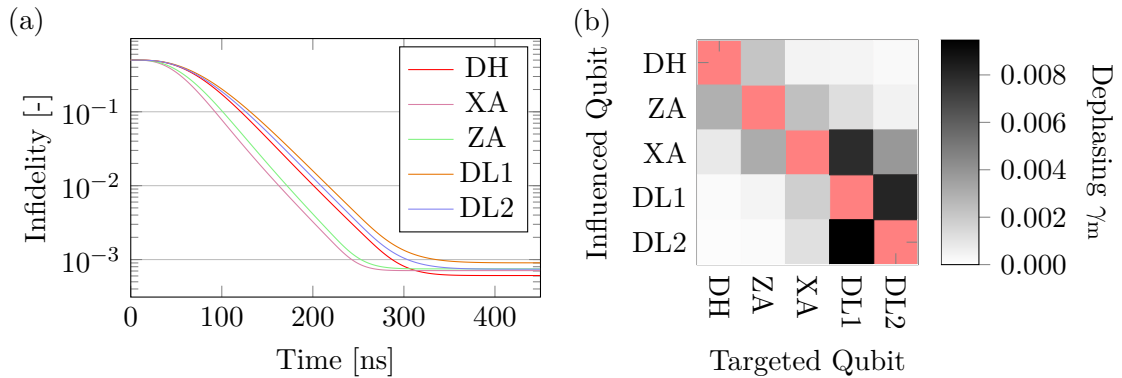 (a)
Infidelity [-]
10⁻¹
10⁻²
10⁻³
0
100
200
300
400
Time [ns]
DH
XA
ZA
DL1
DL2
(b)
Influenced Qubit
DH
ZA
XA
DL1
DL2
DH
ZA
XA
DL1
DL2
Targeted Qubit
0.008
0.006
0.004
0.002
0.000
Dephasing γm